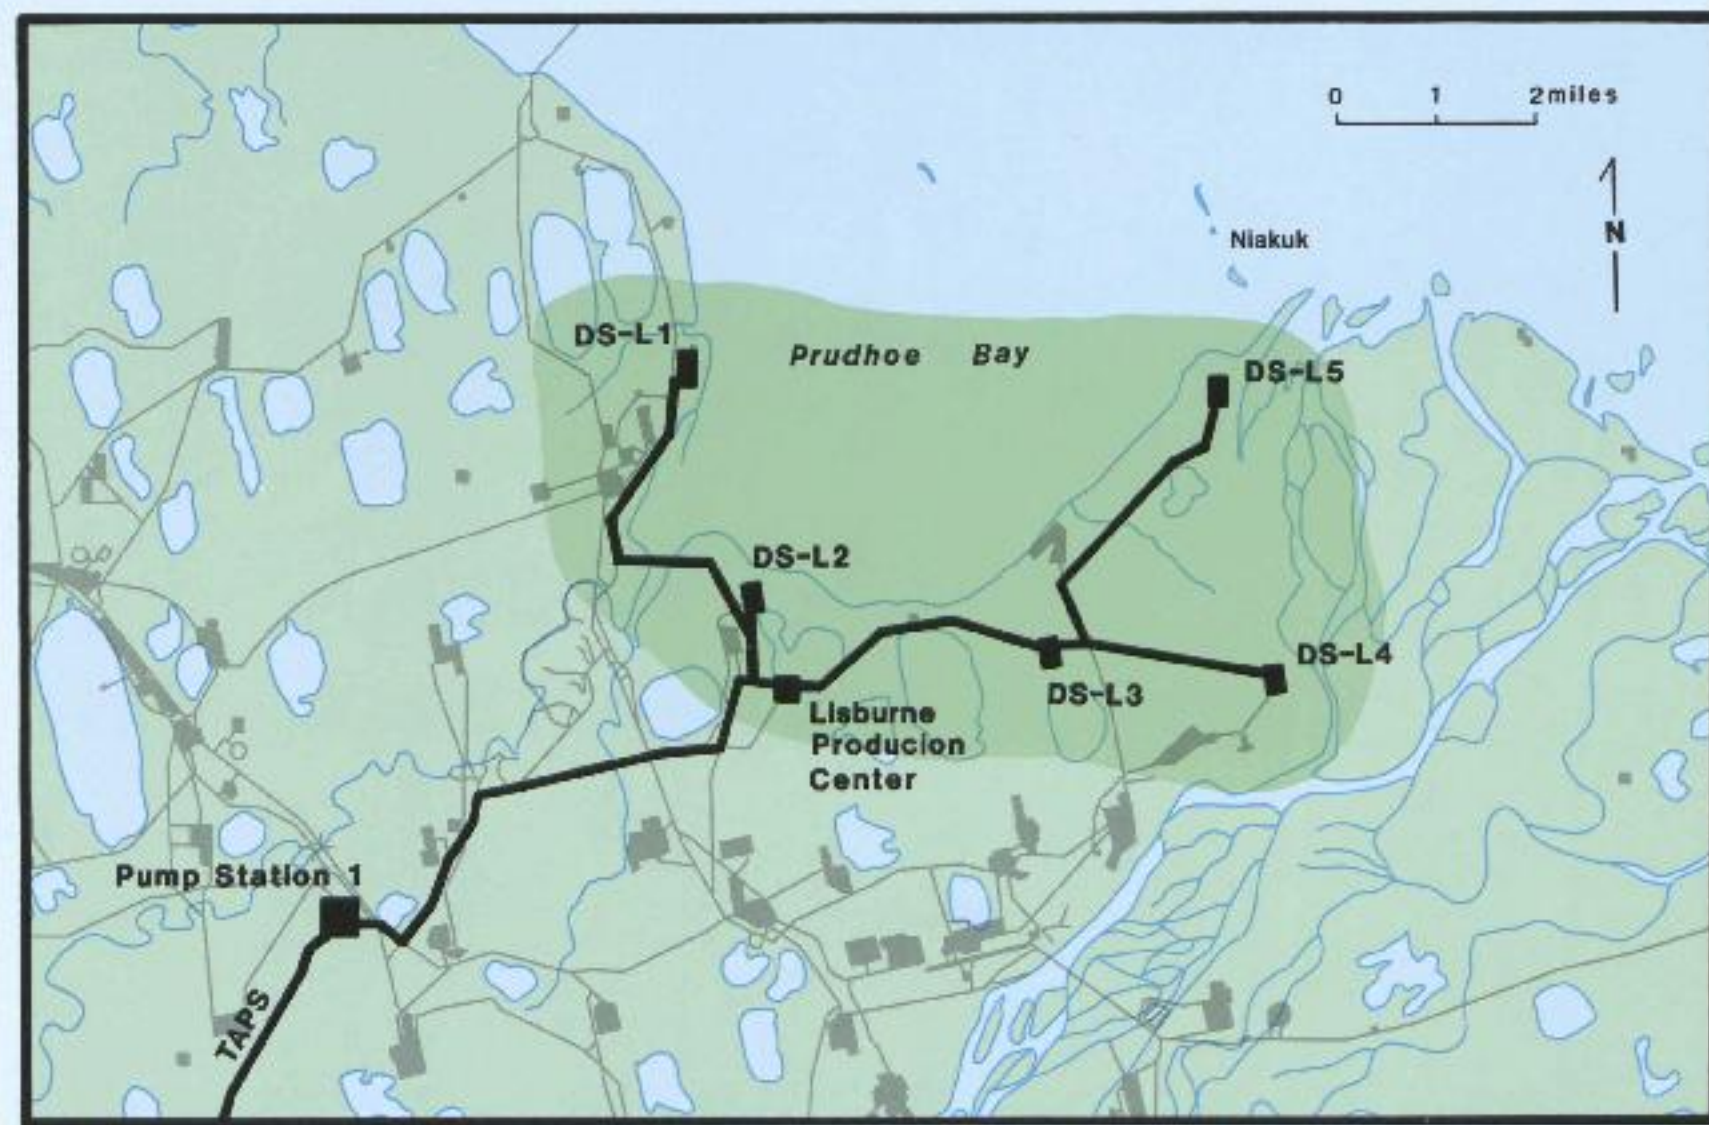 0 1 2miles
N
Niakuk
DS-L1
Prudhoe Bay
DS-L5
DS-L2
DS-L4
DS-L3
Lisburne
Producion
Center
Pump Station 1
TAPS